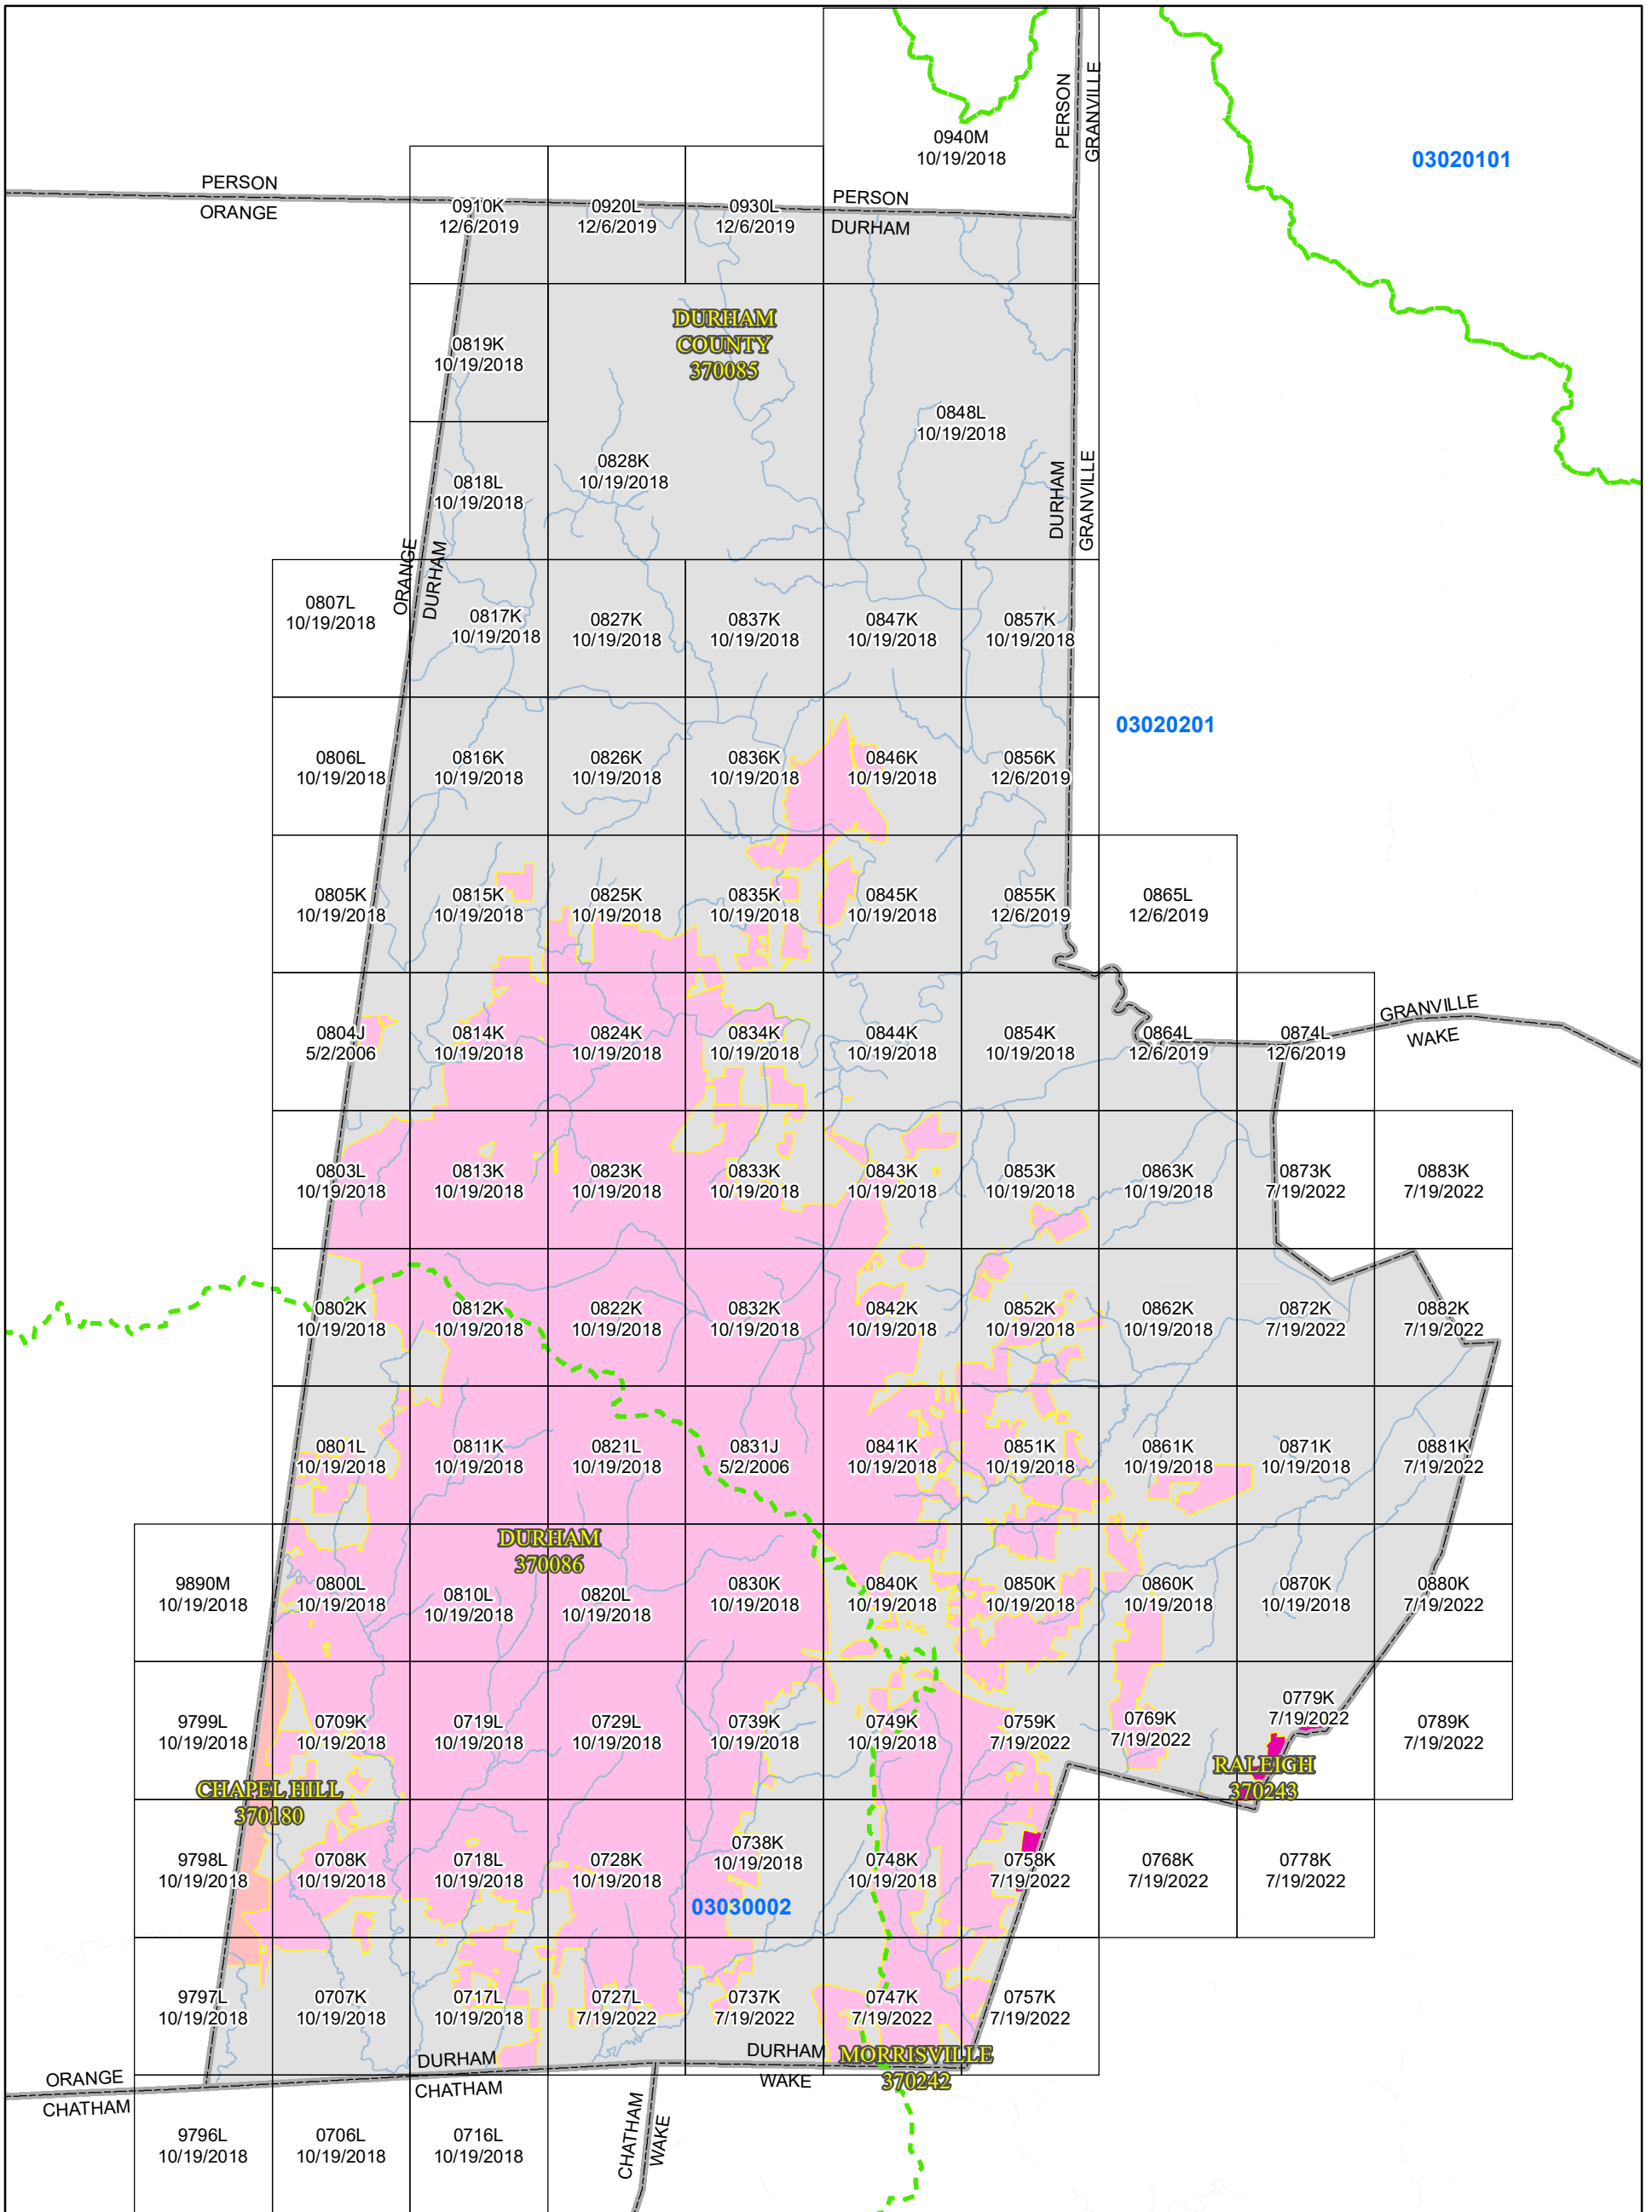 PERSON
GRANVILLE
0940M
10/19/2018
03020101
PERSON
ORANGE
PERSON
DURHAM
0910K
12/6/2019
0920L
12/6/2019
0930L
12/6/2019
DURHAM
COUNTY
370085
0819K
10/19/2018
0848L
10/19/2018
0828K
10/19/2018
0818L
10/19/2018
DURHAM
GRANVILLE
ORANGE
DURHAM
0807L
10/19/2018
0817K
10/19/2018
0827K
10/19/2018
0837K
10/19/2018
0847K
10/19/2018
0857K
10/19/2018
03020201
0806L
10/19/2018
0816K
10/19/2018
0826K
10/19/2018
0836K
10/19/2018
0846K
10/19/2018
0856K
12/6/2019
0805K
10/19/2018
0815K
10/19/2018
0825K
10/19/2018
0835K
10/19/2018
0845K
10/19/2018
0855K
12/6/2019
0865L
12/6/2019
0804J
5/2/2006
0814K
10/19/2018
0824K
10/19/2018
0834K
10/19/2018
0844K
10/19/2018
0854K
10/19/2018
0864L
12/6/2019
0874L
12/6/2019
GRANVILLE
WAKE
0803L
10/19/2018
0813K
10/19/2018
0823K
10/19/2018
0833K
10/19/2018
0843K
10/19/2018
0853K
10/19/2018
0863K
10/19/2018
0873K
7/19/2022
0883K
7/19/2022
0802K
10/19/2018
0812K
10/19/2018
0822K
10/19/2018
0832K
10/19/2018
0842K
10/19/2018
0852K
10/19/2018
0862K
10/19/2018
0872K
7/19/2022
0882K
7/19/2022
0801L
10/19/2018
0811K
10/19/2018
0821L
10/19/2018
0831J
5/2/2006
0841K
10/19/2018
0851K
10/19/2018
0861K
10/19/2018
0871K
10/19/2018
0881K
7/19/2022
DURHAM
370086
9890M
10/19/2018
0800L
10/19/2018
0810L
10/19/2018
0820L
10/19/2018
0830K
10/19/2018
0840K
10/19/2018
0850K
10/19/2018
0860K
10/19/2018
0870K
10/19/2018
0880K
7/19/2022
9799L
10/19/2018
0709K
10/19/2018
0719L
10/19/2018
0729L
10/19/2018
0739K
10/19/2018
0749K
10/19/2018
0759K
7/19/2022
0769K
7/19/2022
0779K
7/19/2022
0789K
7/19/2022
CHAPEL HILL
370180
RALEIGH
370243
9798L
10/19/2018
0708K
10/19/2018
0718L
10/19/2018
0728K
10/19/2018
0738K
10/19/2018
0748K
10/19/2018
0758K
7/19/2022
0768K
7/19/2022
0778K
7/19/2022
03030002
9797L
10/19/2018
0707K
10/19/2018
0717L
10/19/2018
0727L
7/19/2022
0737K
7/19/2022
0747K
7/19/2022
0757K
7/19/2022
MORRISVILLE
370242
DURHAM
CHATHAM
DURHAM
WAKE
ORANGE
CHATHAM
CHATHAM
WAKE
9796L
10/19/2018
0706L
10/19/2018
0716L
10/19/2018